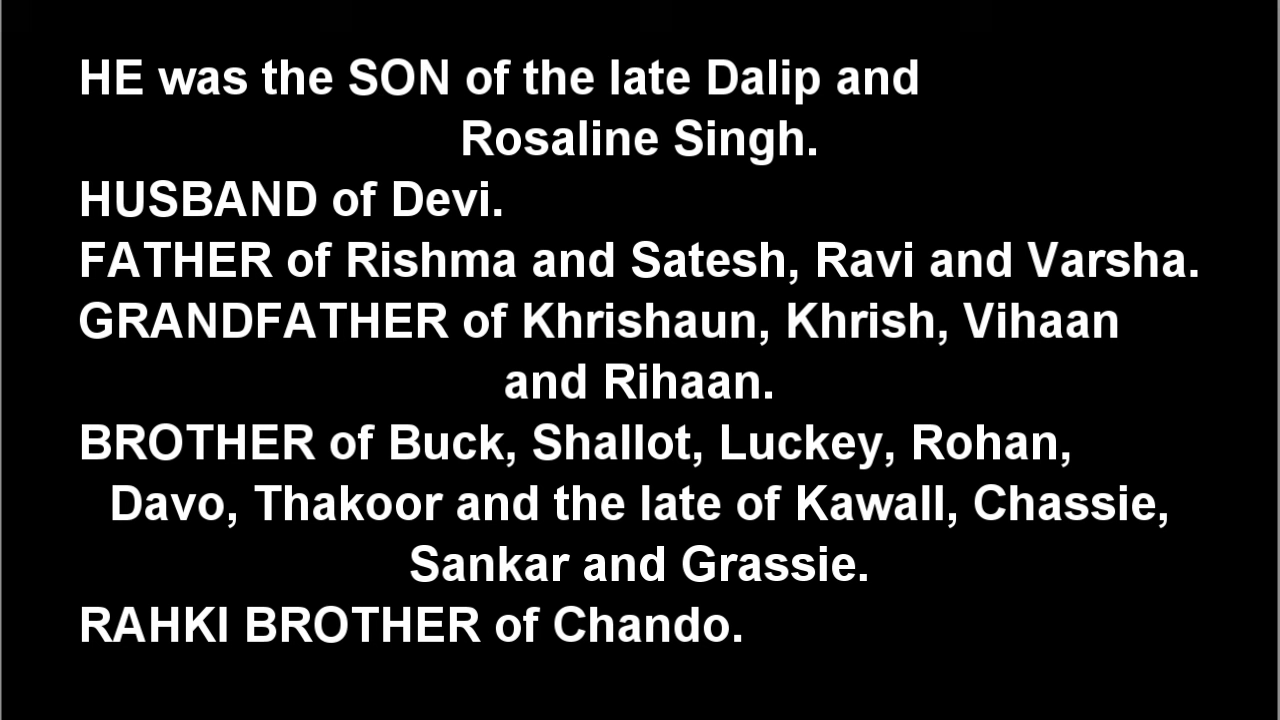 HE was the SON of the late Dalip and
Rosaline Singh.
HUSBAND of Devi.
FATHER of Rishma and Satesh, Ravi and Varsha.
GRANDFATHER of Khrishaun, Khrish, Vihaan
and Rihaan.
BROTHER of Buck, Shallot, Luckey, Rohan,
Davo, Thakoor and the late of Kawall, Chassie,
Sankar and Grassie.
RAHKI BROTHER of Chando.